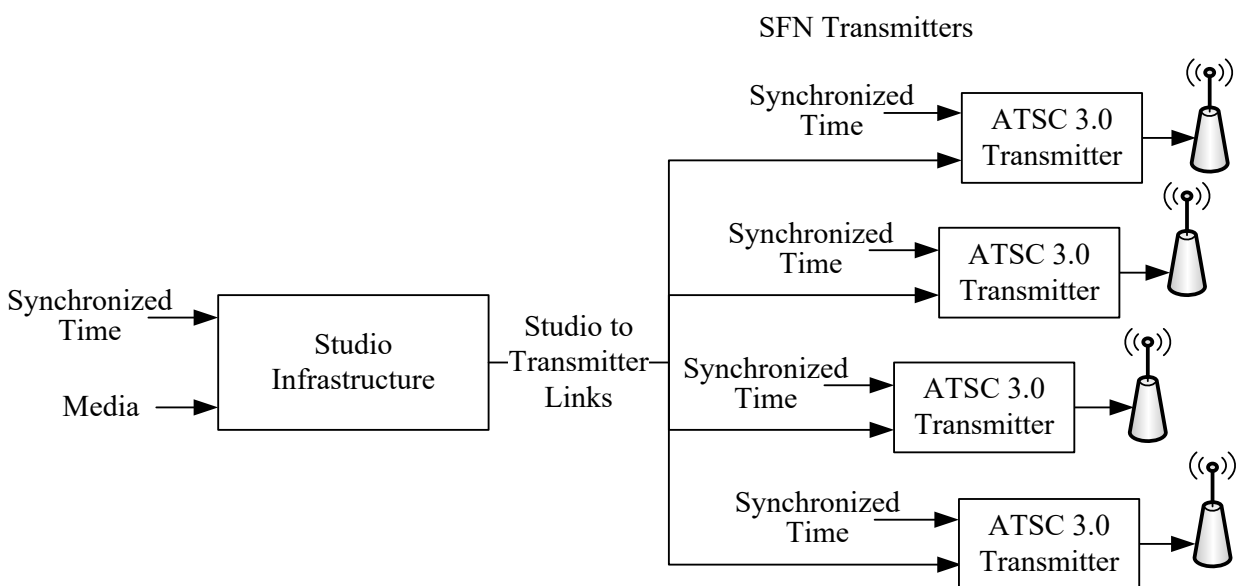 SFN Transmitters
Synchronized
Time
ATSC 3.0
Transmitter
Synchronized
Time
ATSC 3.0
Transmitter
Synchronized
Time
Media
Studio
Infrastructure
Studio to
Transmitter
Links
Synchronized
Time
ATSC 3.0
Transmitter
Synchronized
Time
ATSC 3.0
Transmitter